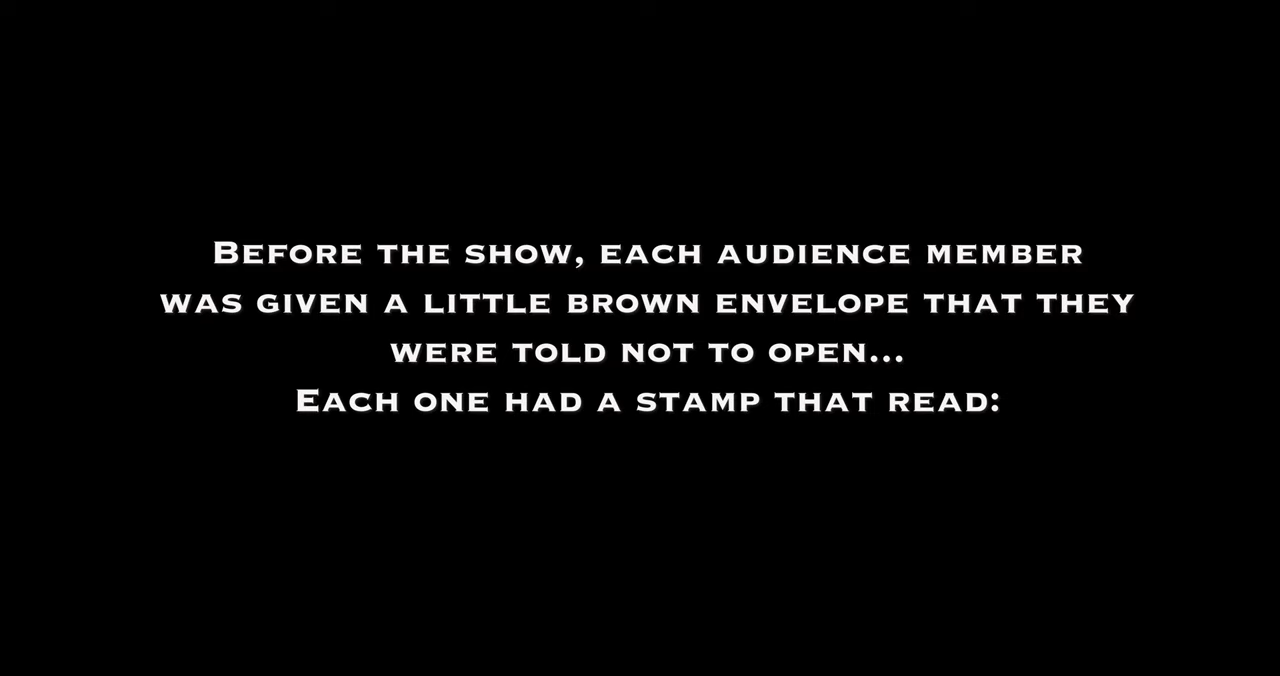 Before the show, each audience member
was given a little brown envelope that they
were told not to open...
Each one had a stamp that read: